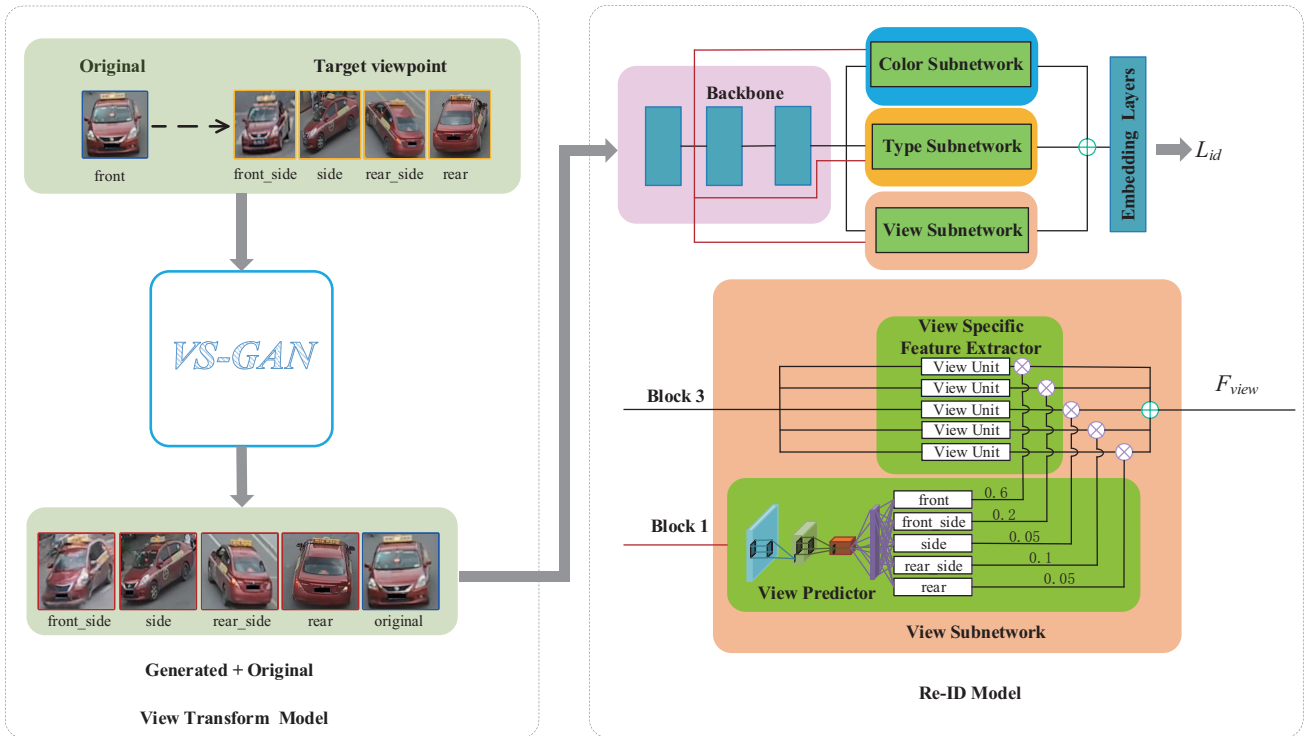 Original
Target viewpoint
front
front_side
side
rear_side
rear
VS-GAN
front_side
side
rear_side
rear
original
Generated + Original
View Transform Model
Backbone
Color Subnetwork
Type Subnetwork
View Subnetwork
Embedding Layers
L_id
View Specific
Feature Extractor
View Unit
View Unit
View Unit
View Unit
View Unit
Block 3
F_view
Block 1
front
front_side
side
rear_side
rear
0.6
0.2
0.05
0.1
0.05
View Predictor
View Subnetwork
Re-ID Model